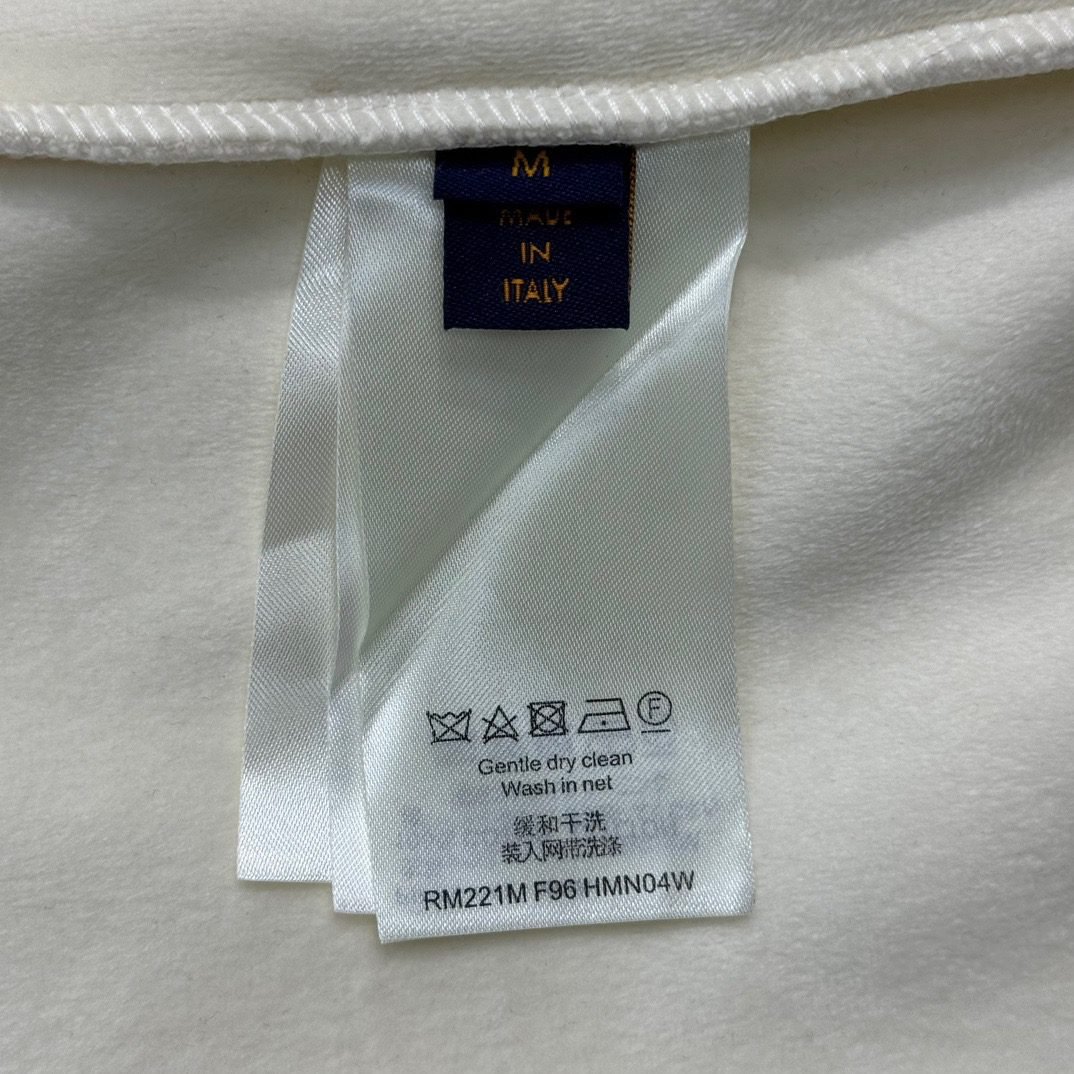 M
MADE
IN
ITALY
F
Gentle dry clean
Wash in net
缓和干洗
装入网带洗涤
RM221M F96 HMN04W